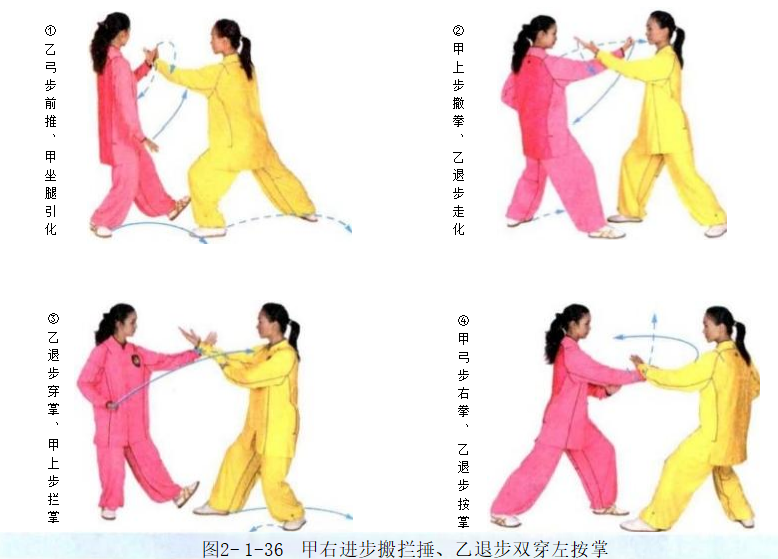 ①乙弓步前推、甲坐腿引化
②甲上步撇拳、乙退步走化
③乙退步穿掌、甲上步拦掌
④甲弓步右拳、乙退步按掌
图2-1-36 甲右进步搬拦捶、乙退步双穿左按掌